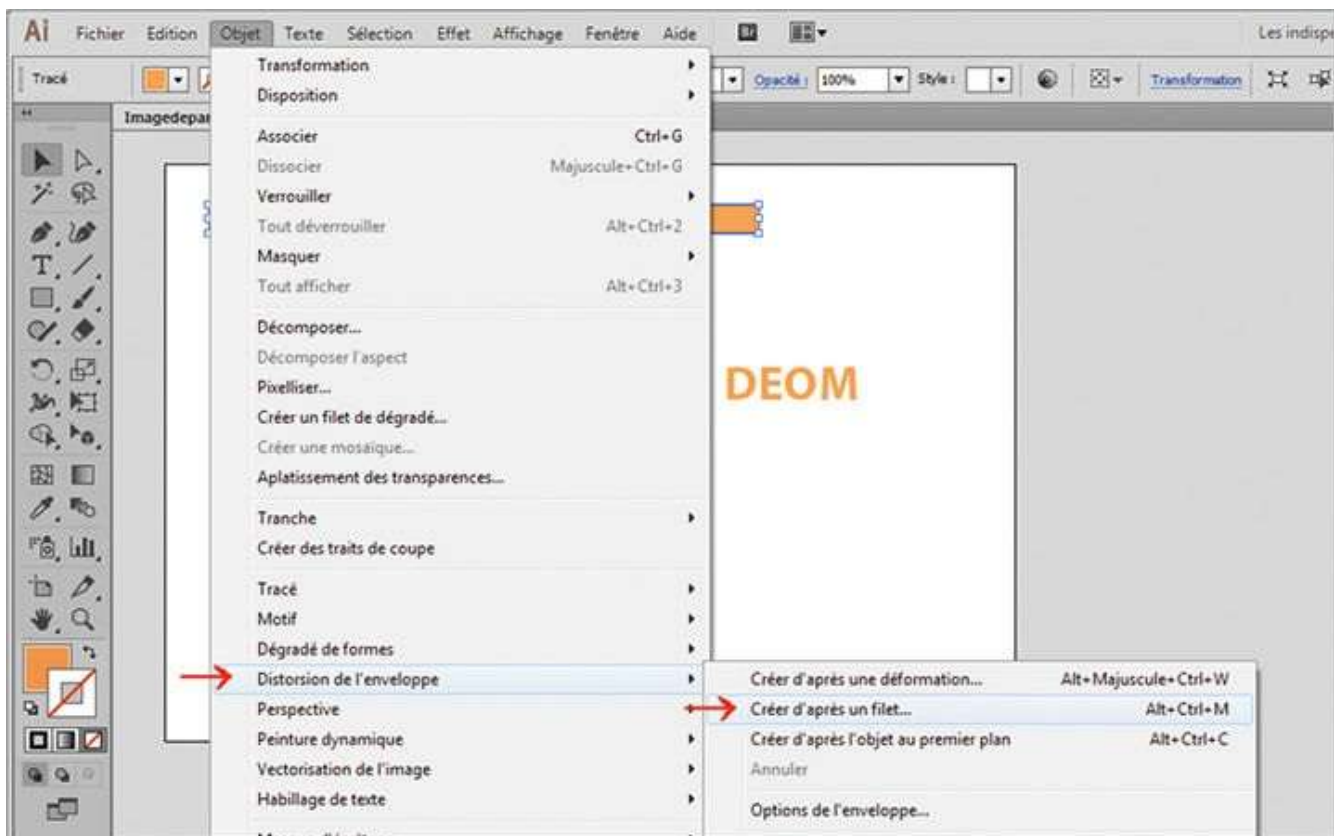 Ai Fichier Edition Objet Texte Sélection Effet Affichage Fenêtre Aide Br Les indispe
Tracé Opacité : 100% Style : Transformation
Imagedepar
Transformation
Disposition
Associer Ctrl+G
Dissocier Majuscule+Ctrl+G
Verrouiller
Tout déverrouiller Alt+Ctrl+2
Masquer
Tout afficher Alt+Ctrl+3
Décomposer...
Décomposer l'aspect
Pixelliser...
Créer un filet de dégradé...
Créer une mosaïque...
Aplatissement des transparences...
Tranche
Créer des traits de coupe
Tracé
Motif
Dégradé de formes
Distorsion de l'enveloppe
Perspective
Peinture dynamique
Vectorisation de l'image
Habillage de texte
DEOM
Créer d'après une déformation... Alt+Majuscule+Ctrl+W
Créer d'après un filet... Alt+Ctrl+M
Créer d'après l'objet au premier plan Alt+Ctrl+C
Annuler
Options de l'enveloppe...